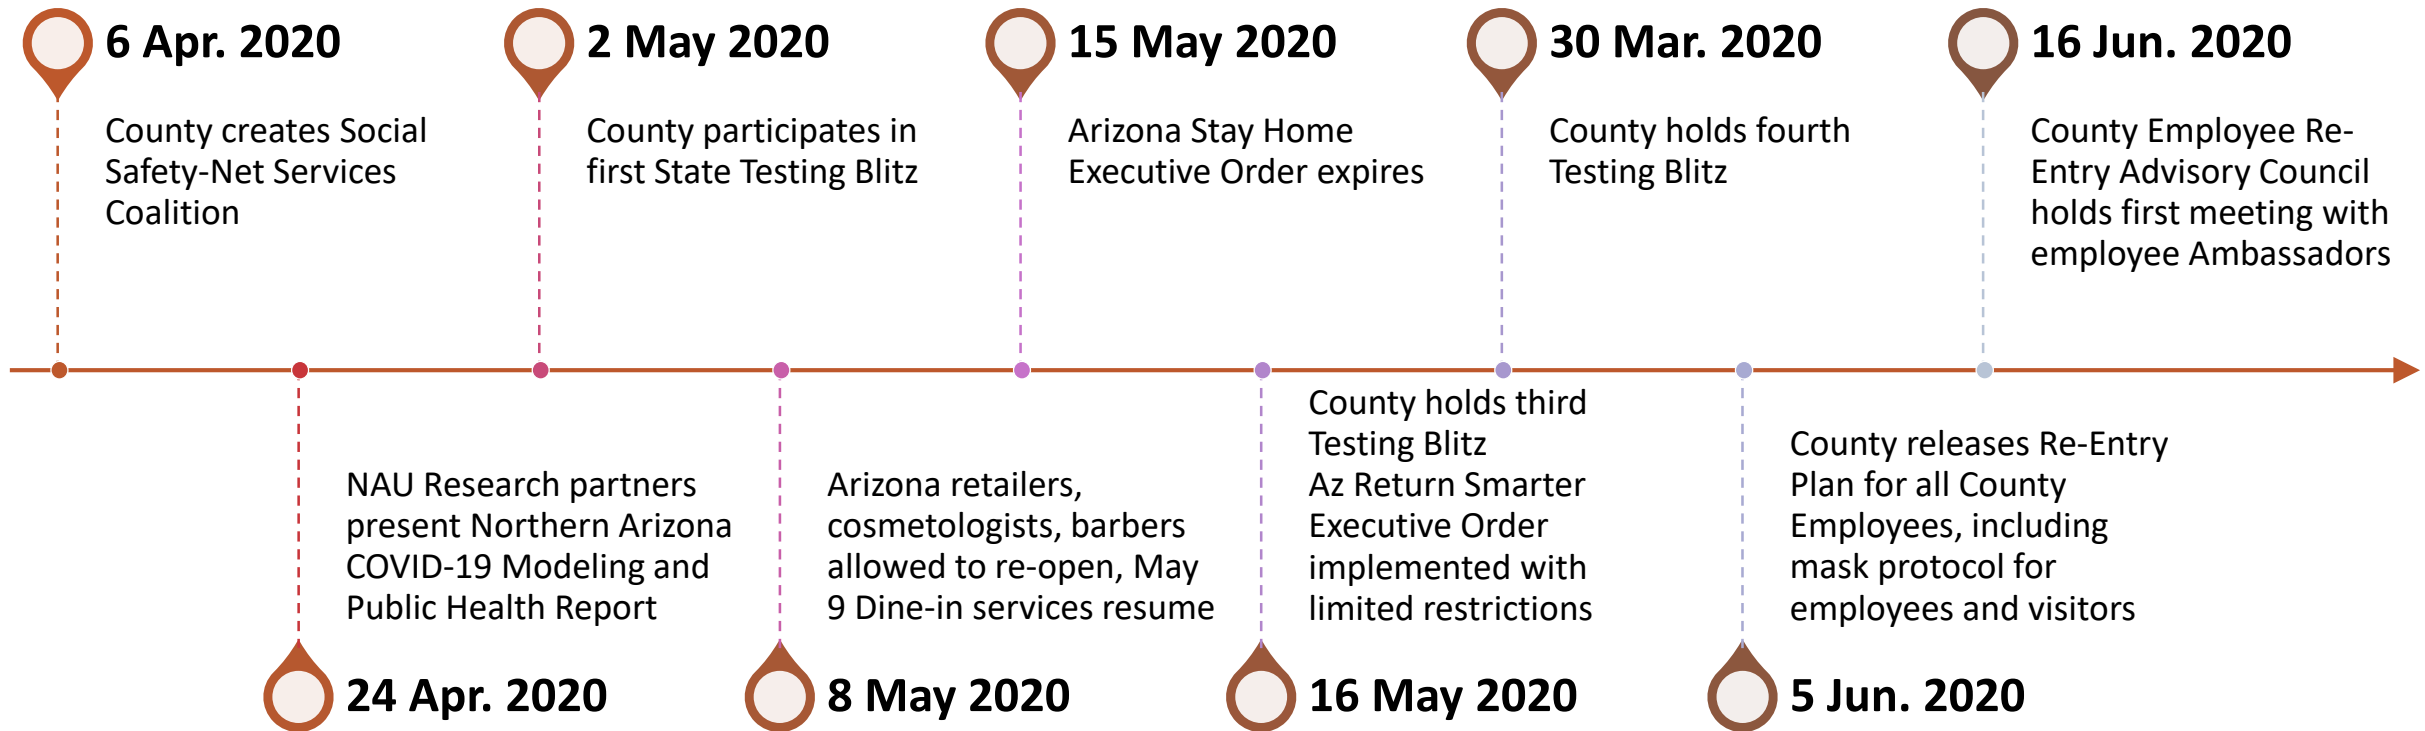 6 Apr. 2020
County creates Social
Safety-Net Services
Coalition
24 Apr. 2020
NAU Research partners
present Northern Arizona
COVID-19 Modeling and
Public Health Report
2 May 2020
County participates in
first State Testing Blitz
8 May 2020
Arizona retailers,
cosmetologists, barbers
allowed to re-open, May
9 Dine-in services resume
15 May 2020
Arizona Stay Home
Executive Order expires
16 May 2020
County holds third
Testing Blitz
Az Return Smarter
Executive Order
implemented with
limited restrictions
30 Mar. 2020
County holds fourth
Testing Blitz
5 Jun. 2020
County releases Re-Entry
Plan for all County
Employees, including
mask protocol for
employees and visitors
16 Jun. 2020
County Employee Re-
Entry Advisory Council
holds first meeting with
employee Ambassadors